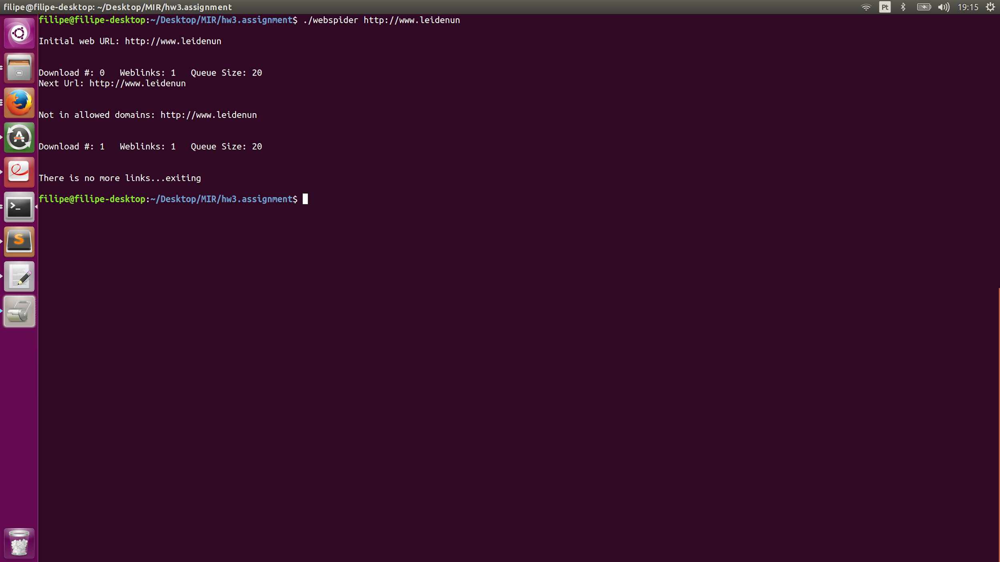 filipe@filipe-desktop: ~/Desktop/MIR/hw3.assignment
Pt
19:15
filipe@filipe-desktop:~/Desktop/MIR/hw3.assignment$ ./webspider http://www.leidenun
Initial web URL: http://www.leidenun
Download #: 0   Weblinks: 1   Queue Size: 20
Next Url: http://www.leidenun
Not in allowed domains: http://www.leidenun
Download #: 1   Weblinks: 1   Queue Size: 20
There is no more links...exiting
filipe@filipe-desktop:~/Desktop/MIR/hw3.assignment$